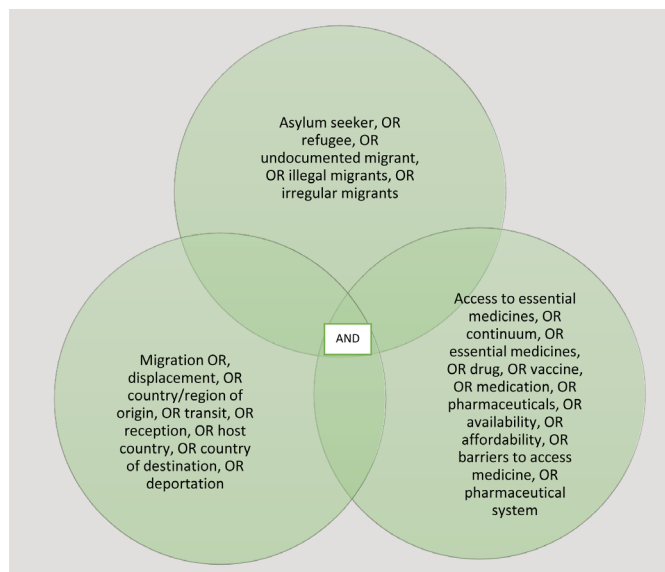 Asylum seeker, OR
refugee, OR
undocumented migrant,
OR illegal migrants, OR
irregular migrants
AND
Migration OR,
displacement, OR
country/region of
origin, OR transit, OR
reception, OR host
country, OR country
of destination, OR
deportation
Access to essential
medicines, OR
continuum, OR
essential medicines,
OR drug, OR vaccine,
OR medication, OR
pharmaceuticals, OR
availability, OR
affordability, OR
barriers to access
medicine, OR
pharmaceutical
system